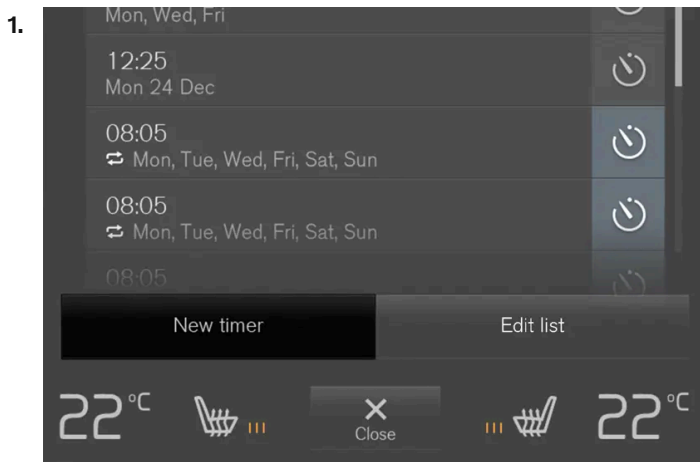 1.
Mon, Wed, Fri
12:25
Mon 24 Dec
08:05
Mon, Tue, Wed, Fri, Sat, Sun
08:05
Mon, Tue, Wed, Fri, Sat, Sun
08:05
New timer Edit list
22°C 22°C
Close